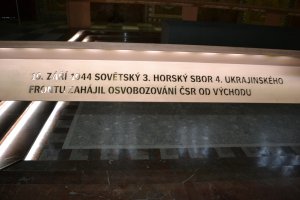 ZÁŘÍ 1944 SOVĚTSKÝ 3. HORSKÝ SBOR 4. UKRAJINSKÉHO
FRONTU ZAHÁJIL OSVOBOZOVÁNÍ ČSR OD VÝCHODU